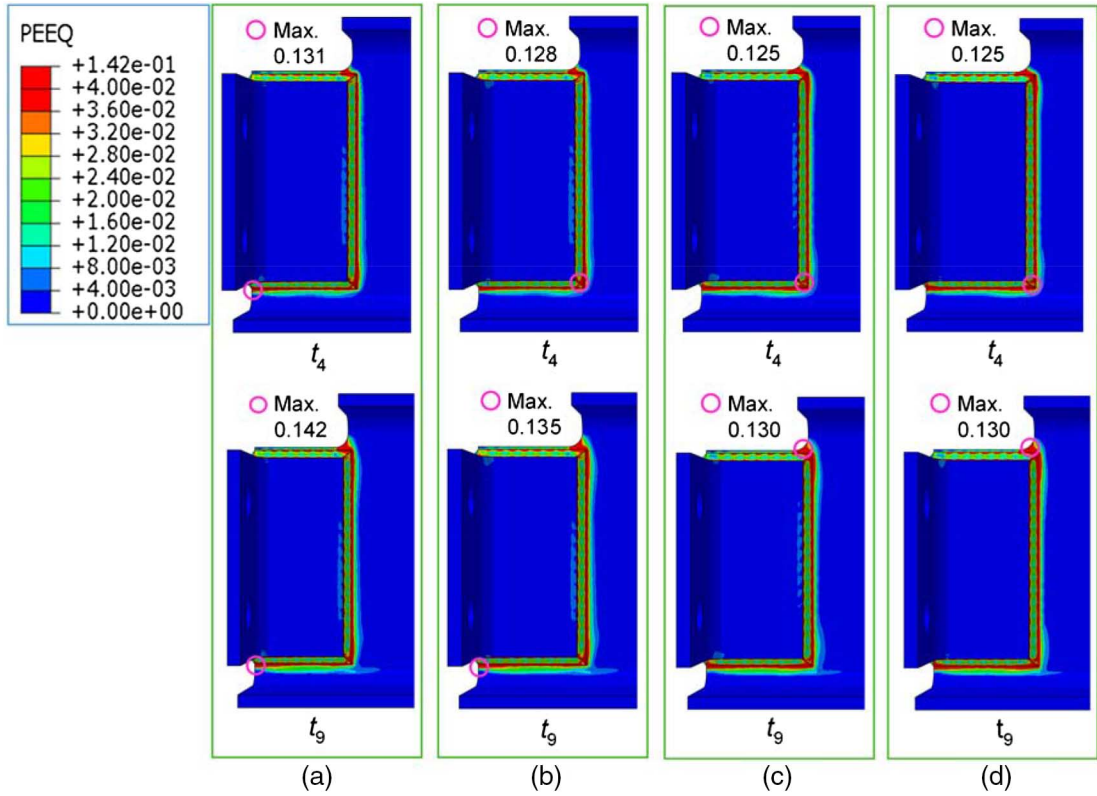 PEEQ
+1.42e-01
+4.00e-02
+3.60e-02
+3.20e-02
+2.80e-02
+2.40e-02
+2.00e-02
+1.60e-02
+1.20e-02
+8.00e-03
+4.00e-03
+0.00e+00
Max.
0.131
t4
Max.
0.128
t4
Max.
0.125
t4
Max.
0.125
t4
Max.
0.142
t9
Max.
0.135
t9
Max.
0.130
t9
Max.
0.130
t9
(a)
(b)
(c)
(d)